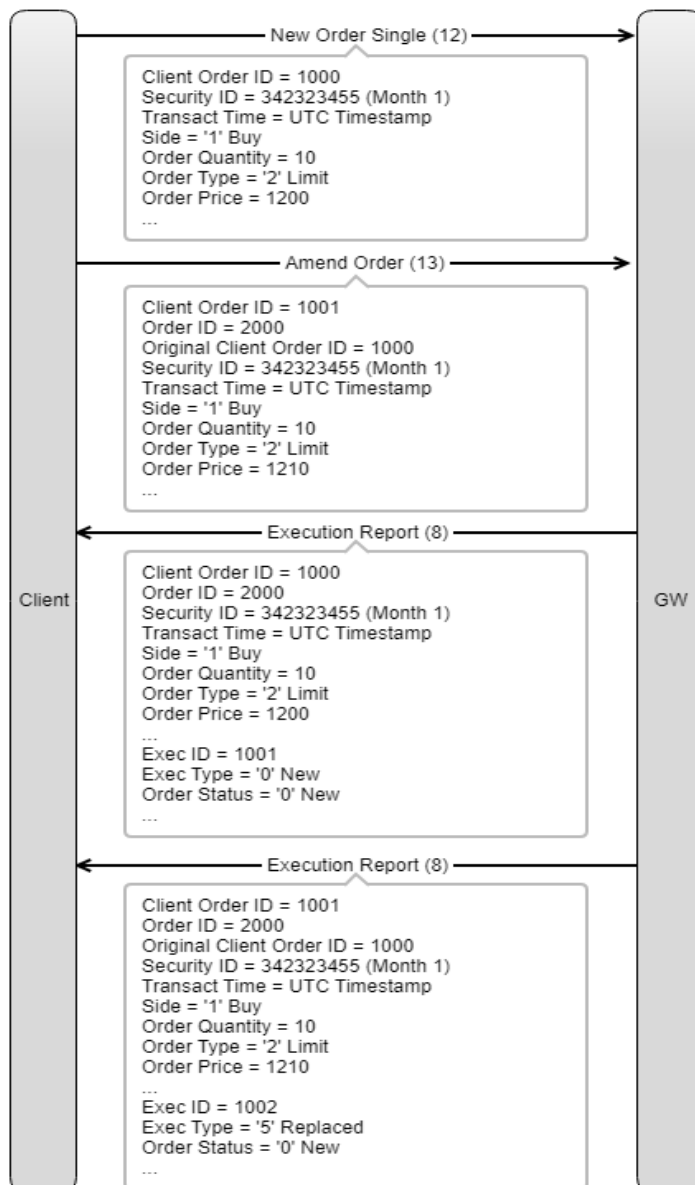 New Order Single (12)
Client Order ID = 1000
Security ID = 342323455 (Month 1)
Transact Time = UTC Timestamp
Side = '1' Buy
Order Quantity = 10
Order Type = '2' Limit
Order Price = 1200
...
Amend Order (13)
Client Order ID = 1001
Order ID = 2000
Original Client Order ID = 1000
Security ID = 342323455 (Month 1)
Transact Time = UTC Timestamp
Side = '1' Buy
Order Quantity = 10
Order Type = '2' Limit
Order Price = 1210
...
Execution Report (8)
Client Order ID = 1000
Order ID = 2000
Security ID = 342323455 (Month 1)
Transact Time = UTC Timestamp
Side = '1' Buy
Order Quantity = 10
Order Type = '2' Limit
Order Price = 1200
...
Exec ID = 1001
Exec Type = '0' New
Order Status = '0' New
...
Client
GW
Execution Report (8)
Client Order ID = 1001
Order ID = 2000
Original Client Order ID = 1000
Security ID = 342323455 (Month 1)
Transact Time = UTC Timestamp
Side = '1' Buy
Order Quantity = 10
Order Type = '2' Limit
Order Price = 1210
...
Exec ID = 1002
Exec Type = '5' Replaced
Order Status = '0' New
...